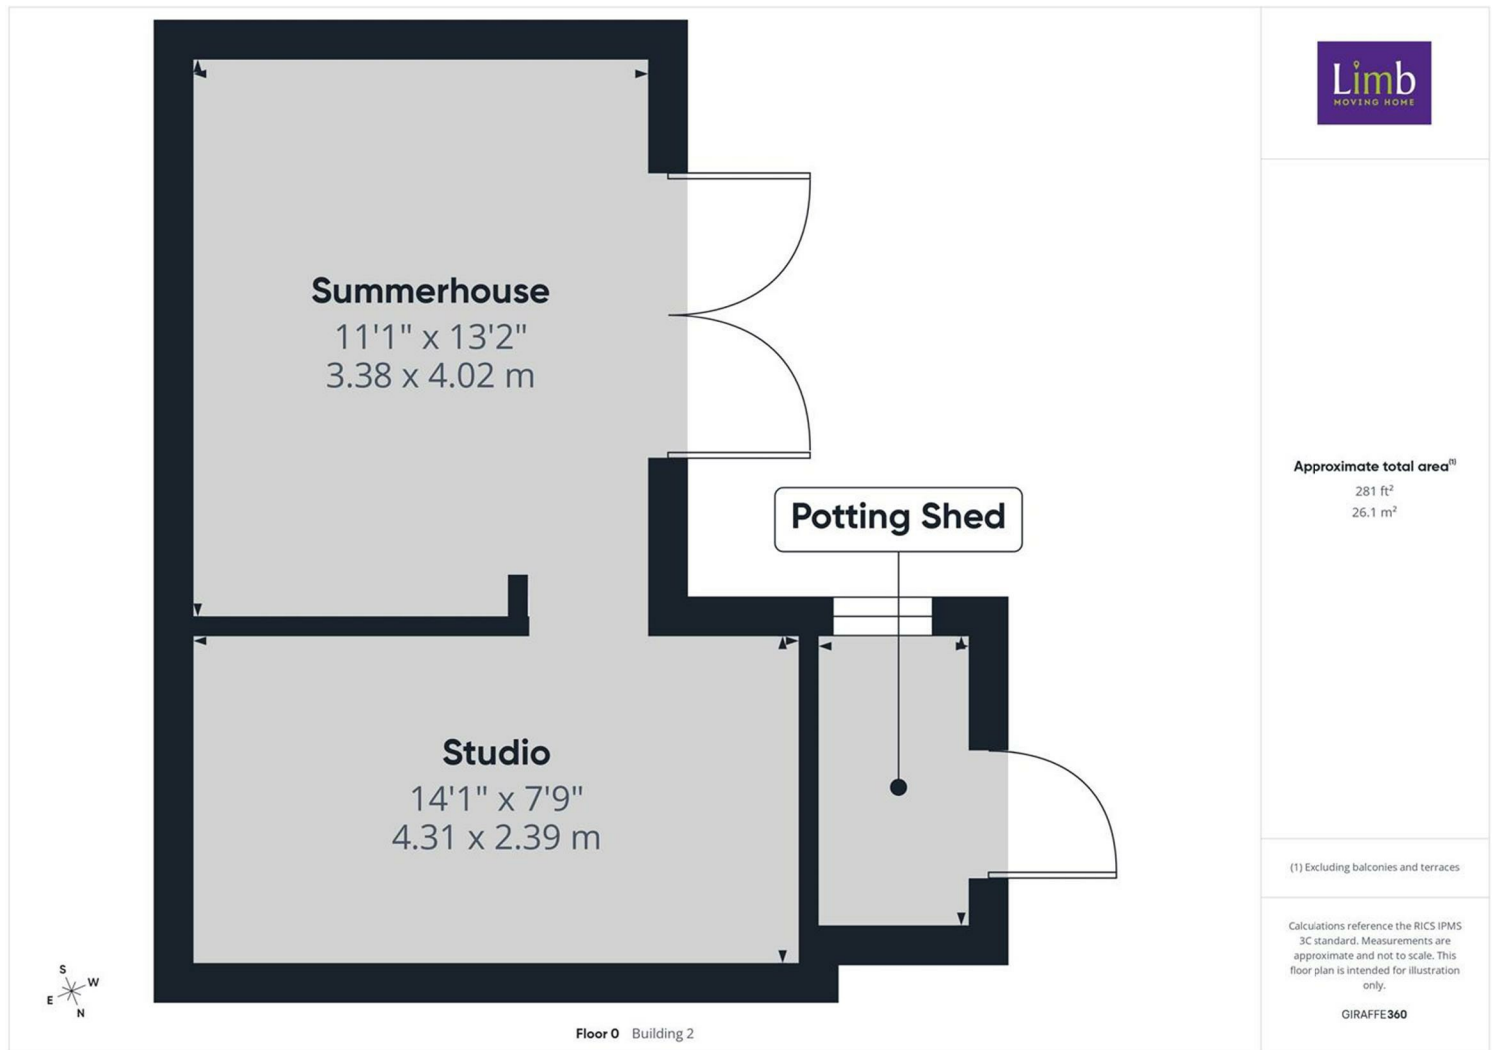 Limb
MOVING HOME
Summerhouse
11'1" x 13'2"
3.38 x 4.02 m
Potting Shed
Approximate total area(1)
281 ft²
26.1 m²
Studio
14'1" x 7'9"
4.31 x 2.39 m
(1) Excluding balconies and terraces
Calculations reference the RICS IPMS
3C standard. Measurements are
approximate and not to scale. This
floor plan is intended for illustration
only.
GIRAFFE360
S
W
E
N
Floor 0 Building 2